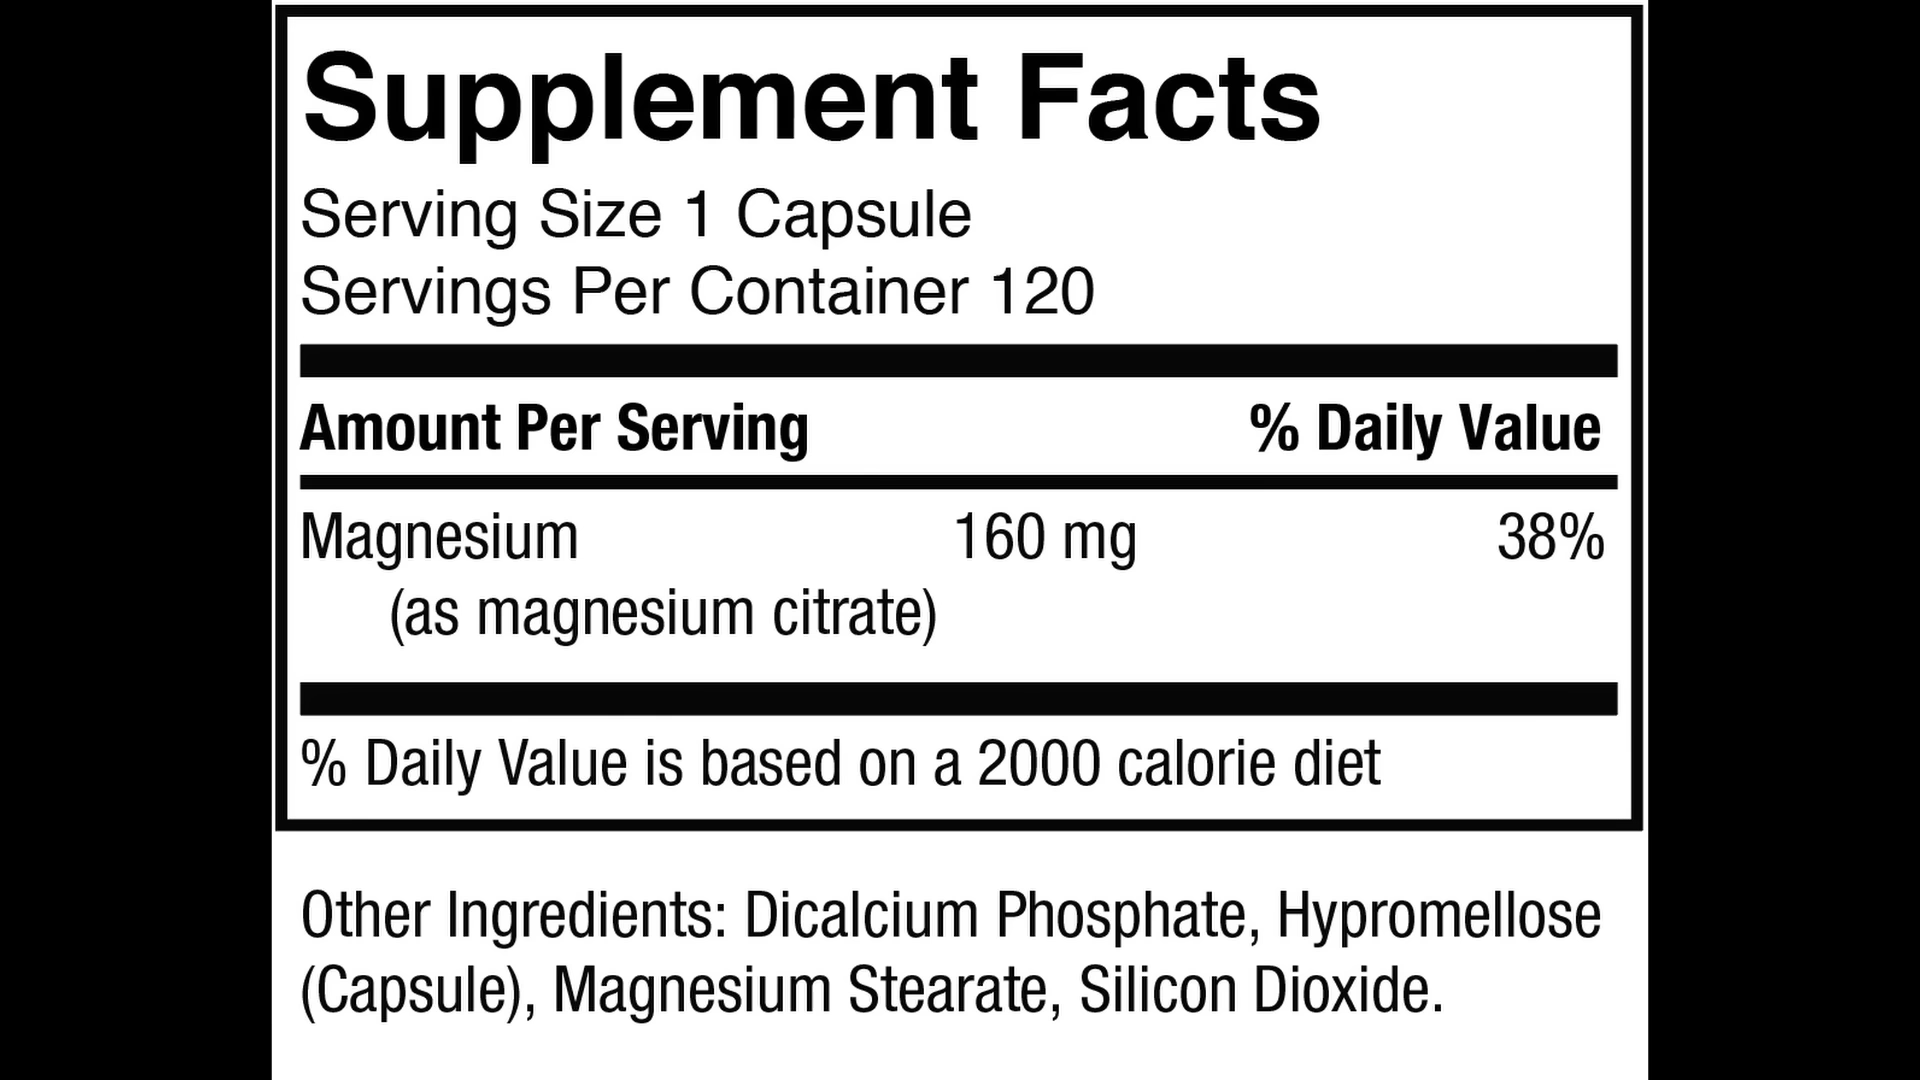 Supplement Facts
Serving Size 1 Capsule
Servings Per Container 120
Amount Per Serving % Daily Value
Magnesium 160 mg 38%
(as magnesium citrate)
% Daily Value is based on a 2000 calorie diet
Other Ingredients: Dicalcium Phosphate, Hypromellose
(Capsule), Magnesium Stearate, Silicon Dioxide.